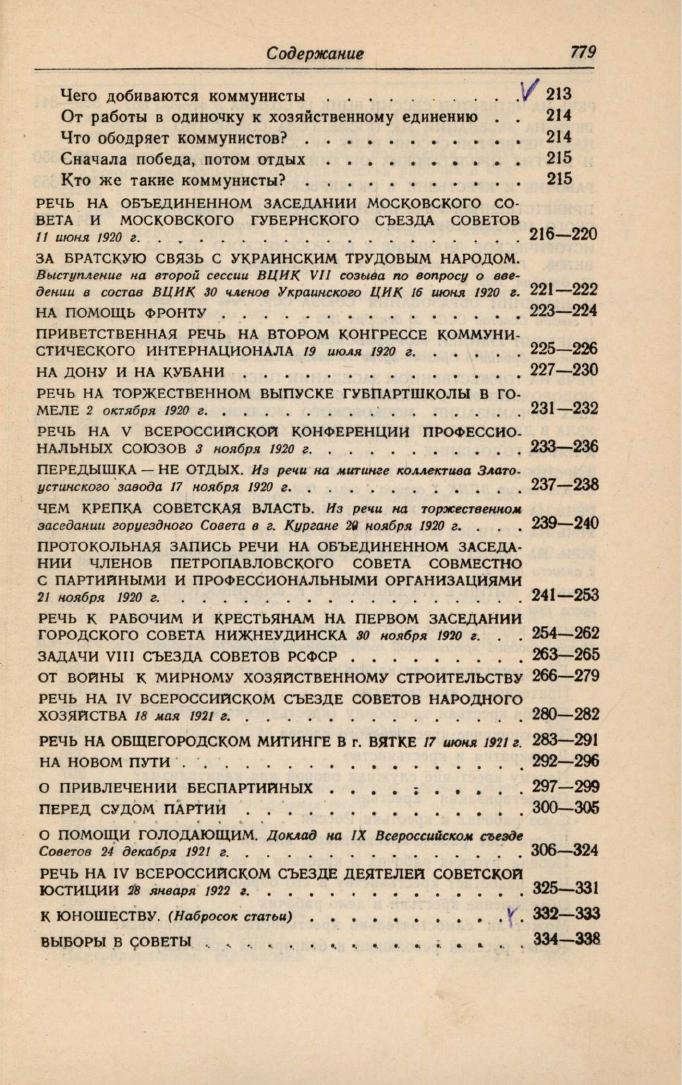 Содержание 779
Чего добиваются коммунисты . . . . . . . . . . 213
От работы в одиночку к хозяйственному единению . . 214
Что ободряет коммунистов? . . . . . . . . . . . 214
Сначала победа, потом отдых . . . . . . . . . . 215
Кто же такие коммунисты? . . . . . . . . . . . 215
РЕЧЬ НА ОБЪЕДИНЕННОМ ЗАСЕДАНИИ МОСКОВСКОГО СО-
ВЕТА И МОСКОВСКОГО ГУБЕРНСКОГО СЪЕЗДА СОВЕТОВ
11 июня 1920 г. . . . . . . . . . . . . . . . . . 216—220
ЗА БРАТСКУЮ СВЯЗЬ С УКРАИНСКИМ ТРУДОВЫМ НАРОДОМ.
Выступление на второй сессии ВЦИК VII созыва по вопросу о вве-
дении в состав ВЦИК 30 членов Украинского ЦИК 16 июня 1920 г. 221—222
НА ПОМОЩЬ ФРОНТУ . . . . . . . . . . . . . . . 223—224
ПРИВЕТСТВЕННАЯ РЕЧЬ НА ВТОРОМ КОНГРЕССЕ КОММУНИ-
СТИЧЕСКОГО ИНТЕРНАЦИОНАЛА 19 июля 1920 г. . . . . . 225—226
НА ДОНУ И НА КУБАНИ . . . . . . . . . . . . . . 227—230
РЕЧЬ НА ТОРЖЕСТВЕННОМ ВЫПУСКЕ ГУБПАРТШКОЛЫ В ГО-
МЕЛЕ 2 октября 1920 г. . . . . . . . . . . . . . . 231—232
РЕЧЬ НА V ВСЕРОССИЙСКОЙ КОНФЕРЕНЦИИ ПРОФЕССИО-
НАЛЬНЫХ СОЮЗОВ 3 ноября 1920 г. . . . . . . . . . . 233—236
ПЕРЕДЫШКА — НЕ ОТДЫХ. Из речи на митинге коллектива Злато-
устинского завода 17 ноября 1920 г. . . . . . . . . . . 237—238
ЧЕМ КРЕПКА СОВЕТСКАЯ ВЛАСТЬ. Из речи на торжественном
заседании горуездного Совета в г. Кургане 20 ноября 1920 г. . . . 239—240
ПРОТОКОЛЬНАЯ ЗАПИСЬ РЕЧИ НА ОБЪЕДИНЕННОМ ЗАСЕДА-
НИИ ЧЛЕНОВ ПЕТРОПАВЛОВСКОГО СОВЕТА СОВМЕСТНО
С ПАРТИЙНЫМИ И ПРОФЕССИОНАЛЬНЫМИ ОРГАНИЗАЦИЯМИ
21 ноября 1920 г. . . . . . . . . . . . . . . . . 241—253
РЕЧЬ К РАБОЧИМ И КРЕСТЬЯНАМ НА ПЕРВОМ ЗАСЕДАНИИ
ГОРОДСКОГО СОВЕТА НИЖНЕУДИНСКА 30 ноября 1920 г. . . 254—262
ЗАДАЧИ VIII СЪЕЗДА СОВЕТОВ РСФСР . . . . . . . . . 263—265
ОТ ВОЙНЫ К МИРНОМУ ХОЗЯЙСТВЕННОМУ СТРОИТЕЛЬСТВУ 266—279
РЕЧЬ НА IV ВСЕРОССИЙСКОМ СЪЕЗДЕ СОВЕТОВ НАРОДНОГО
ХОЗЯЙСТВА 18 мая 1921 г. . . . . . . . . . . . . . 280—282
РЕЧЬ НА ОБЩЕГОРОДСКОМ МИТИНГЕ В г. ВЯТКЕ 17 июня 1921 г. 283—291
НА НОВОМ ПУТИ . . . . . . . . . . . . . . . . . 292—296
О ПРИВЛЕЧЕНИИ БЕСПАРТИЙНЫХ . . . . . . . . . . 297—299
ПЕРЕД СУДОМ ПАРТИИ . . . . . . . . . . . . . . . 300—305
О ПОМОЩИ ГОЛОДАЮЩИМ. Доклад на IX Всероссийском съезде
Советов 24 декабря 1921 г. . . . . . . . . . . . . . 306—324
РЕЧЬ НА IV ВСЕРОССИЙСКОМ СЪЕЗДЕ ДЕЯТЕЛЕЙ СОВЕТСКОЙ
ЮСТИЦИИ 28 января 1922 г. . . . . . . . . . . . . . 325—331
К ЮНОШЕСТВУ. (Набросок статьи) . . . . . . . . . . . 332—333
ВЫБОРЫ В СОВЕТЫ . . . . . . . . . . . . . . . . 334—338